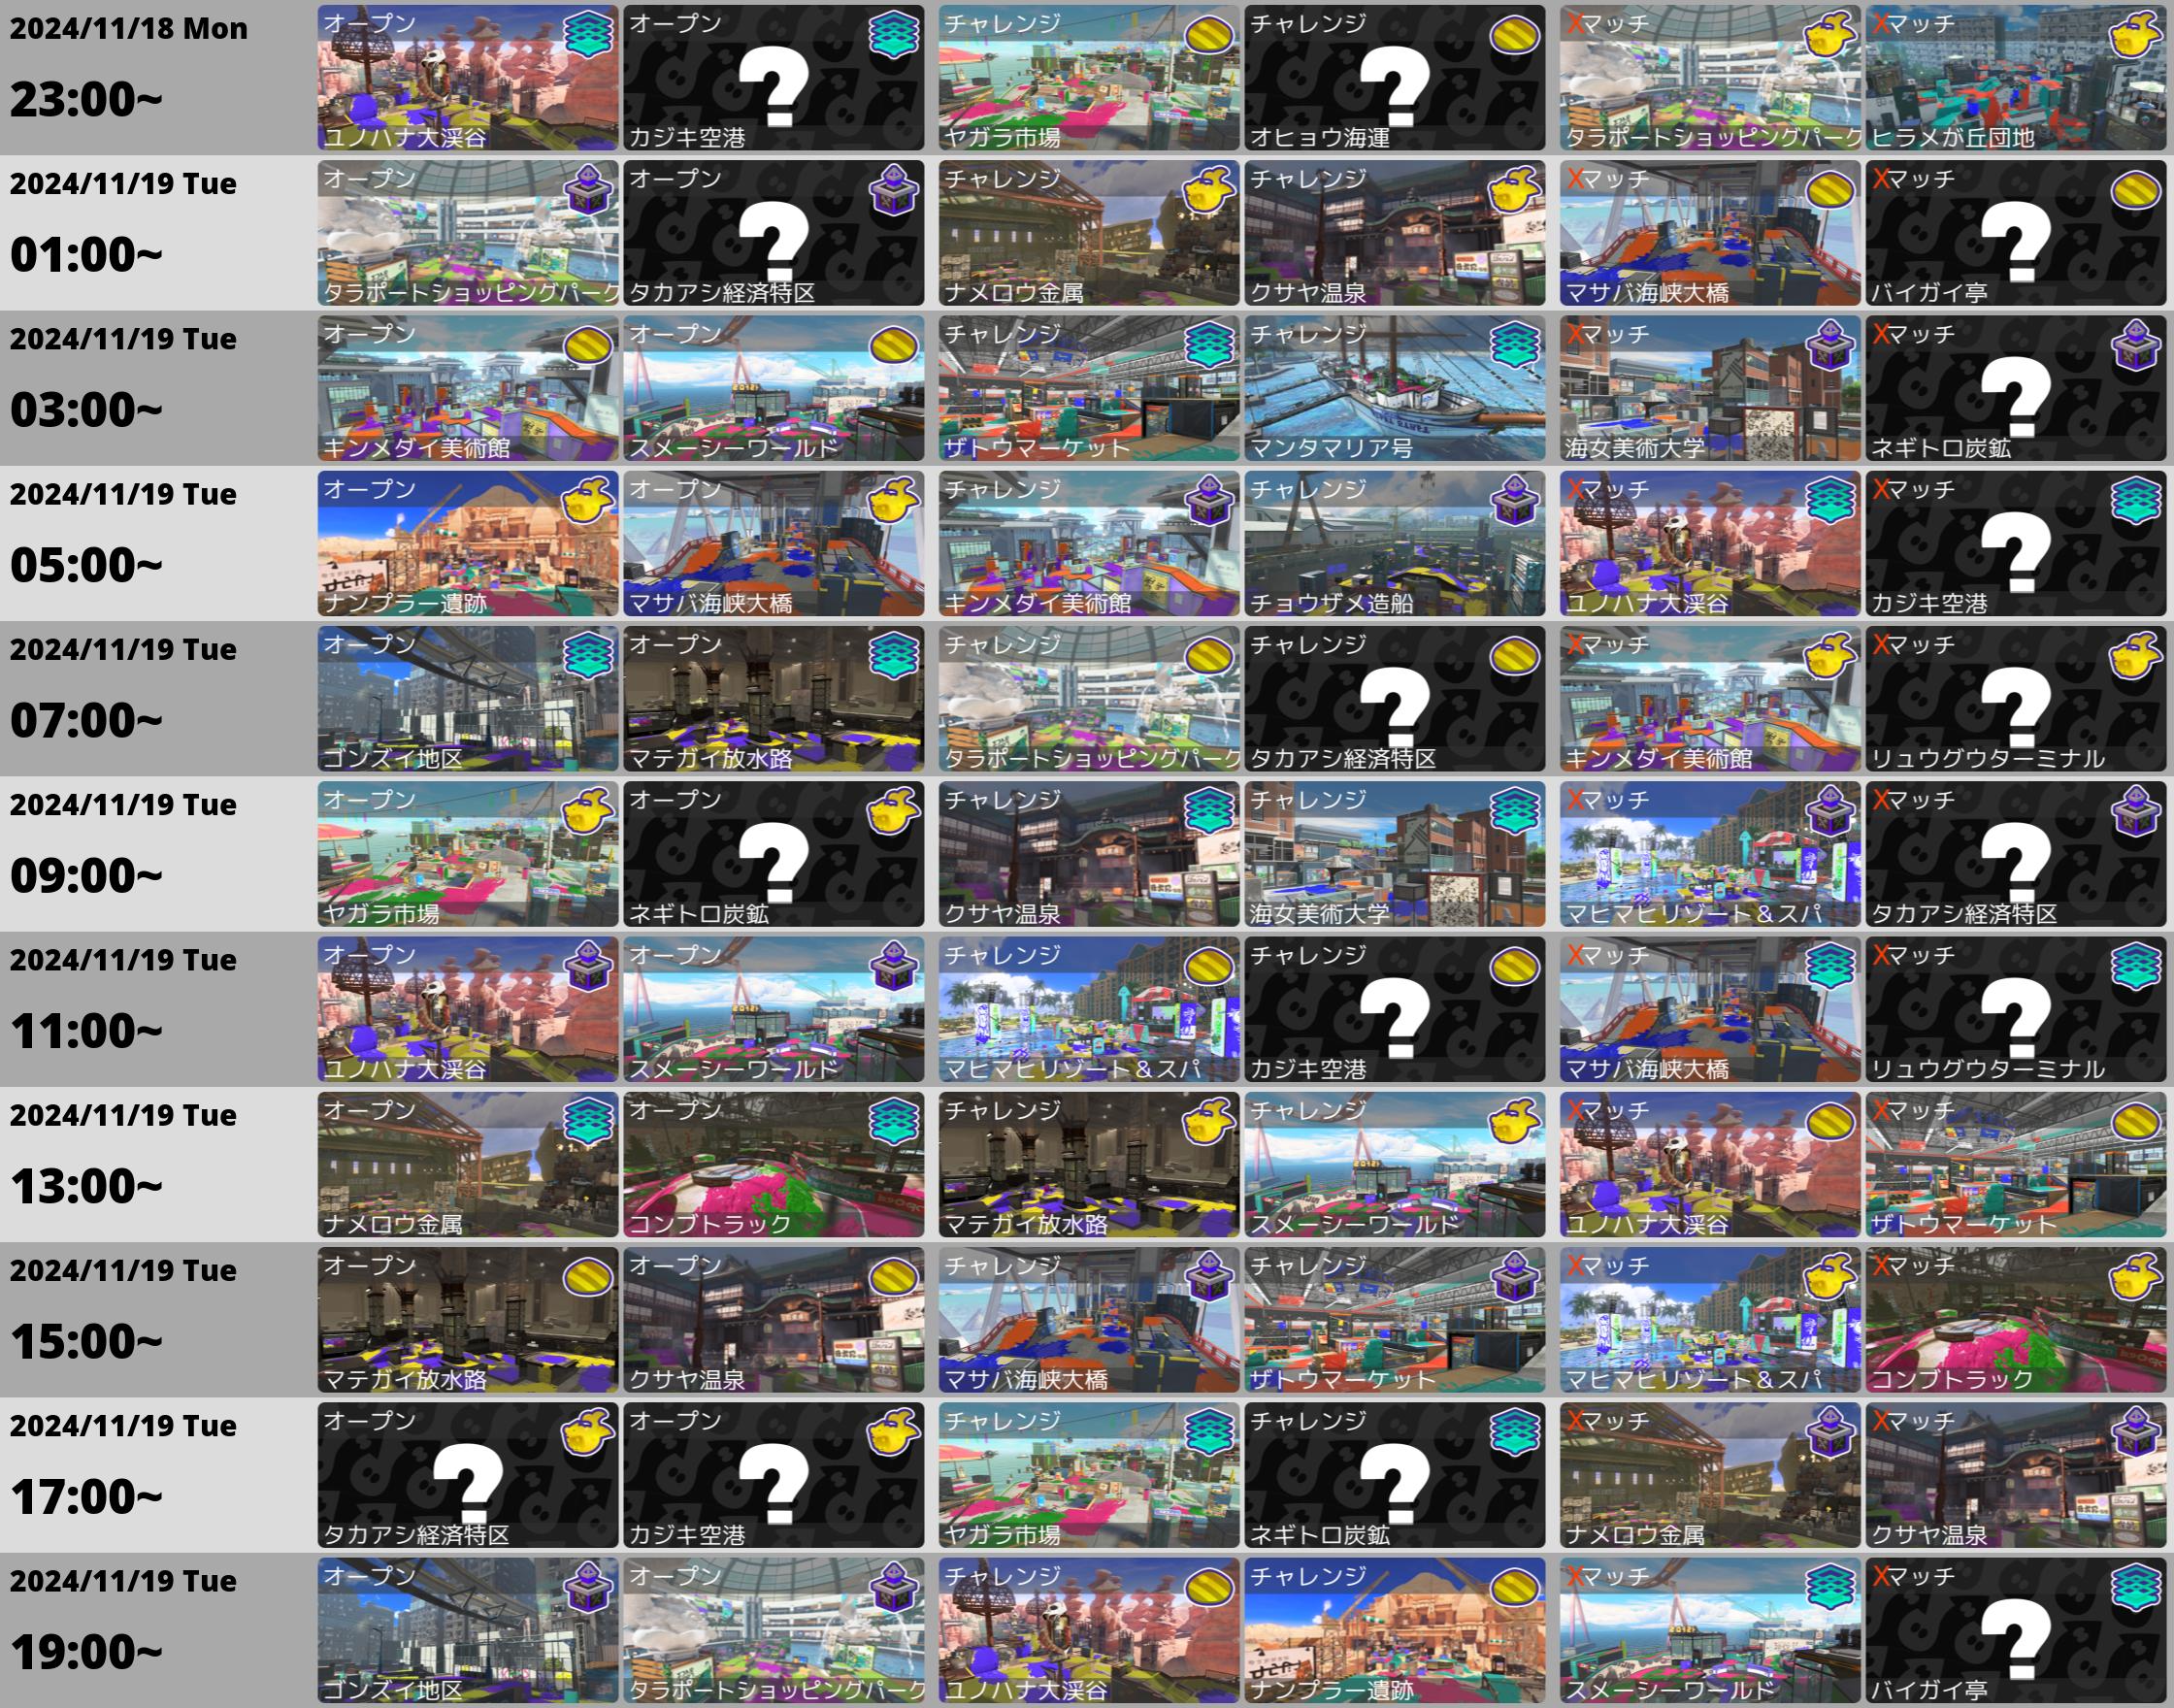 2024/11/18 Mon
23:00~
オープン オープン チャレンジ チャレンジ Xマッチ Xマッチ
ユノハナ大渓谷 カジキ空港 ヤガラ市場 オヒョウ海運 タラポートショッピングパーク ヒラメが丘団地
2024/11/19 Tue
01:00~
オープン オープン チャレンジ チャレンジ Xマッチ Xマッチ
タラポートショッピングパーク タカアシ経済特区 ナメロウ金属 クサヤ温泉 マサバ海峡大橋 バイガイ亭
2024/11/19 Tue
03:00~
オープン オープン チャレンジ チャレンジ Xマッチ Xマッチ
キンメダイ美術館 スメーシーワールド ザトウマーケット マンタマリア号 海女美術大学 ネギトロ炭鉱
2024/11/19 Tue
05:00~
オープン オープン チャレンジ チャレンジ Xマッチ Xマッチ
ナンプラー遺跡 マサバ海峡大橋 キンメダイ美術館 チョウザメ造船 ユノハナ大渓谷 カジキ空港
2024/11/19 Tue
07:00~
オープン オープン チャレンジ チャレンジ Xマッチ Xマッチ
ゴンズイ地区 マテガイ放水路 タラポートショッピングパーク タカアシ経済特区 キンメダイ美術館 リュウグウターミナル
2024/11/19 Tue
09:00~
オープン オープン チャレンジ チャレンジ Xマッチ Xマッチ
ヤガラ市場 ネギトロ炭鉱 クサヤ温泉 海女美術大学 マヒマヒリゾート＆スパ タカアシ経済特区
2024/11/19 Tue
11:00~
オープン オープン チャレンジ チャレンジ Xマッチ Xマッチ
ユノハナ大渓谷 スメーシーワールド マヒマヒリゾート＆スパ カジキ空港 マサバ海峡大橋 リュウグウターミナル
2024/11/19 Tue
13:00~
オープン オープン チャレンジ チャレンジ Xマッチ Xマッチ
ナメロウ金属 コンブトラック マテガイ放水路 スメーシーワールド ユノハナ大渓谷 ザトウマーケット
2024/11/19 Tue
15:00~
オープン オープン チャレンジ チャレンジ Xマッチ Xマッチ
マテガイ放水路 クサヤ温泉 マサバ海峡大橋 ザトウマーケット マヒマヒリゾート＆スパ コンブトラック
2024/11/19 Tue
17:00~
オープン オープン チャレンジ チャレンジ Xマッチ Xマッチ
タカアシ経済特区 カジキ空港 ヤガラ市場 ネギトロ炭鉱 ナメロウ金属 クサヤ温泉
2024/11/19 Tue
19:00~
オープン オープン チャレンジ チャレンジ Xマッチ Xマッチ
ゴンズイ地区 タラポートショッピングパーク ユノハナ大渓谷 ナンプラー遺跡 スメーシーワールド バイガイ亭